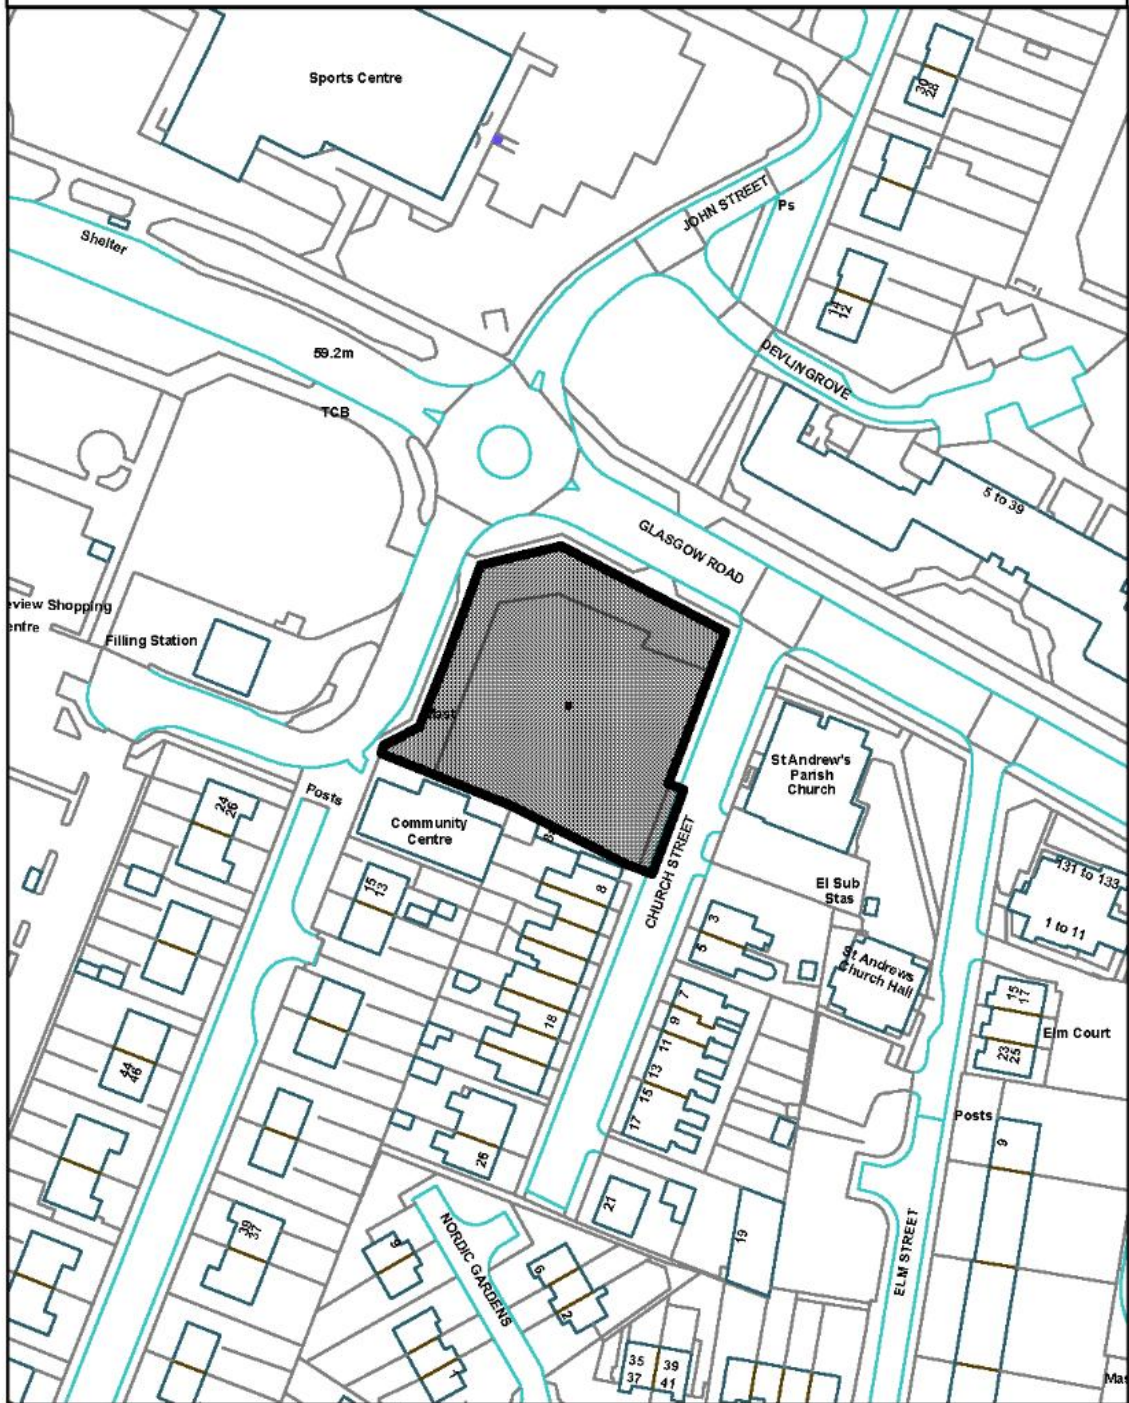 Sports Centre
30
28
JOHN STREET
Ps
Shelter
14
12
59.2m
DEVLINGROVE
TCB
5 to 39
GLASGOW ROAD
eview Shopping
entre
Filling Station
St Andrew's
Parish
Church
Posts
24
26
Community
Centre
CHURCH STREET
131 to 133
15
13
8
El Sub
Stas
3
1 to 11
5
St Andrews
Church Hall
7
15
17
18
9
Elm Court
11
23
25
44
46
13
15
Posts
17
9
26
21
19
39
37
NORDIC GARDENS
9
6
ELM STREET
2
35
39
37
41
1
Mas